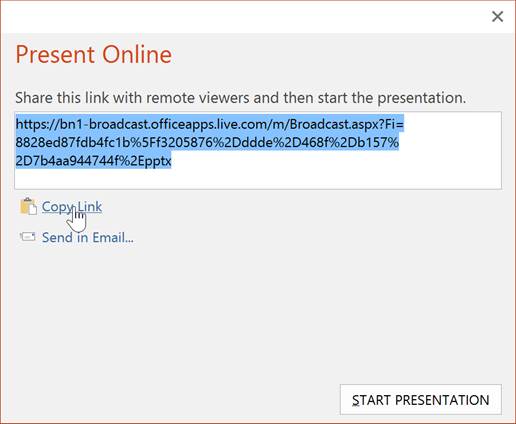 Present Online
Share this link with remote viewers and then start the presentation.
https://bn1-broadcast.officeapps.live.com/m/Broadcast.aspx?Fi=
8828ed87fdb4fc1b%5Ff3205876%2Dddde%2D468f%2Db157%
2D7b4aa944744f%2Epptx
Copy Link
Send in Email...
START PRESENTATION